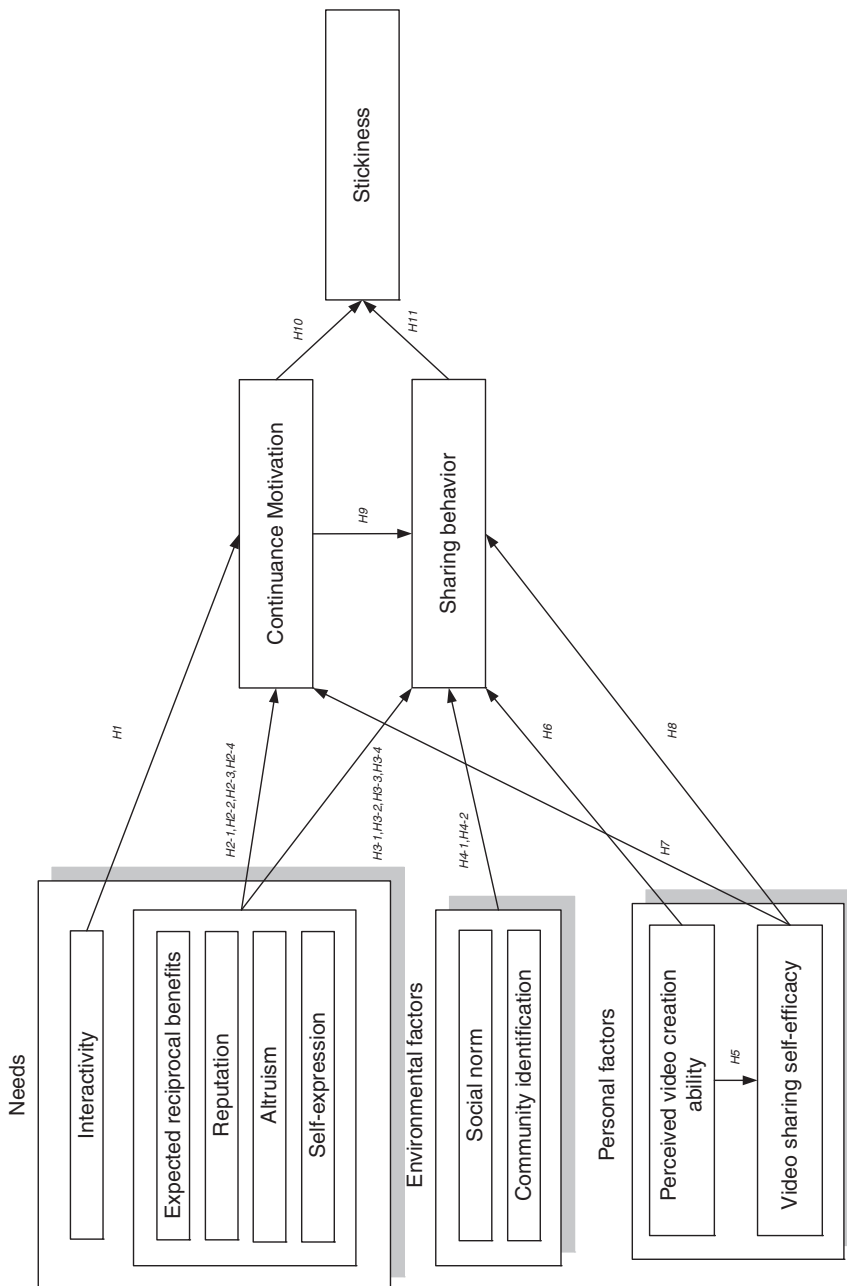 Needs
Interactivity
Expected reciprocal benefits
Reputation
Altruism
Self-expression
Environmental factors
Social norm
Community identification
Personal factors
Perceived video creation
ability
H5
Video sharing self-efficacy
H1
H2-1,H2-2,H2-3,H2-4
H3-1,H3-2,H3-3,H3-4
H4-1,H4-2
H6
H7
H8
Continuance Motivation
H9
Sharing behavior
H10
H11
Stickiness